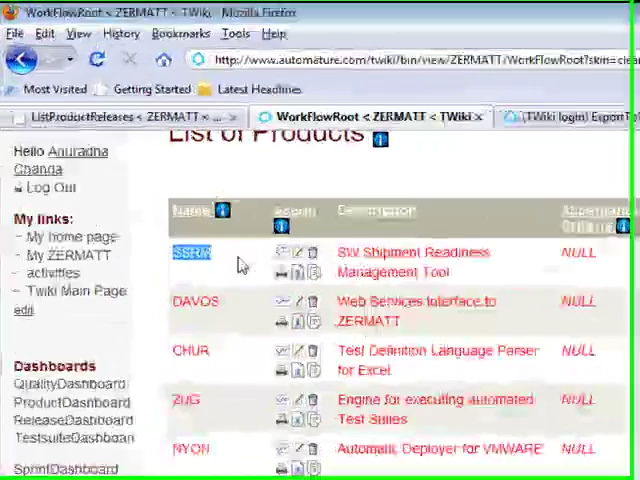 WorkFlowRoot < ZERMATT < TWiki - Mozilla Firefox
File Edit View History Bookmarks Tools Help
http://www.automature.com/twiki/bin/view/ZERMATT/WorkFlowRoot?skin=clea
Most Visited Getting Started Latest Headlines
ListProductReleases < ZERMATT < ... WorkFlowRoot < ZERMATT < TWiki (TWiki login) ExportTo
List of Products
Hello Anuradha
Chanda
Log Out
My links:
My home page
My ZERMATT
activities
Twiki Main Page
edit
Dashboards
QualityDashboard
ProductDashboard
ReleaseDashboard
TestsuiteDashboard
SprintDashboard
Name Description
SSRM SW Shipment Readiness NULL
Management Tool
DAVOS Web Services Interface to NULL
ZERMATT
CHUR Test Definition Language Parser NULL
for Excel
ZUG Engine for executing automated NULL
Test Suites
NYON Automatic Deployer for VMWARE NULL